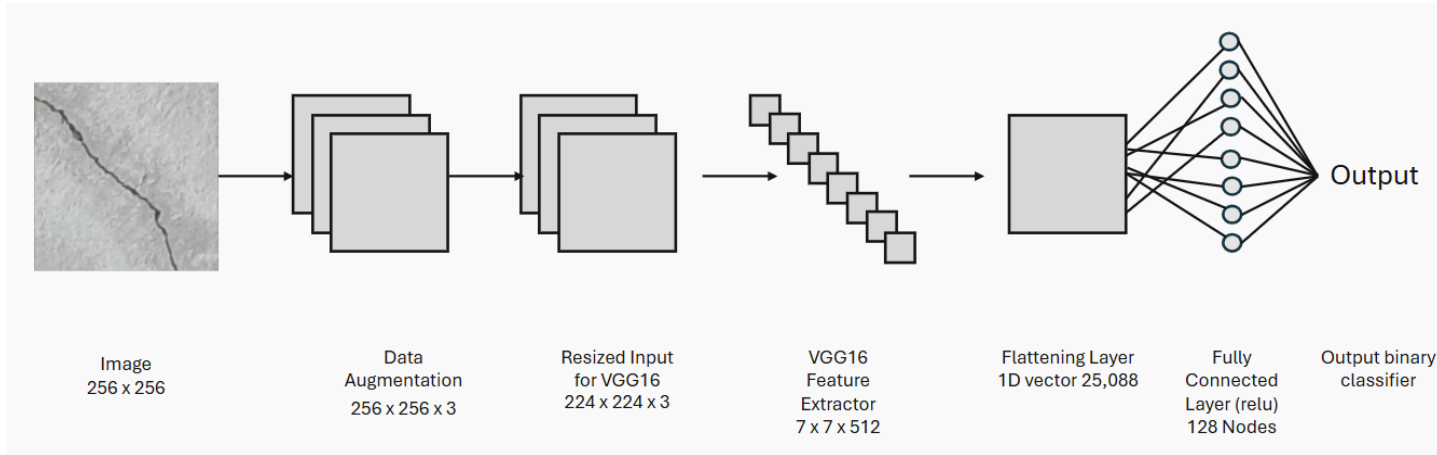 Output
Image
256 x 256
Data
Augmentation
256 x 256 x 3
Resized Input
for VGG16
224 x 224 x 3
VGG16
Feature
Extractor
7 x 7 x 512
Flattening Layer
1D vector 25,088
Fully
Connected
Layer (relu)
128 Nodes
Output binary
classifier